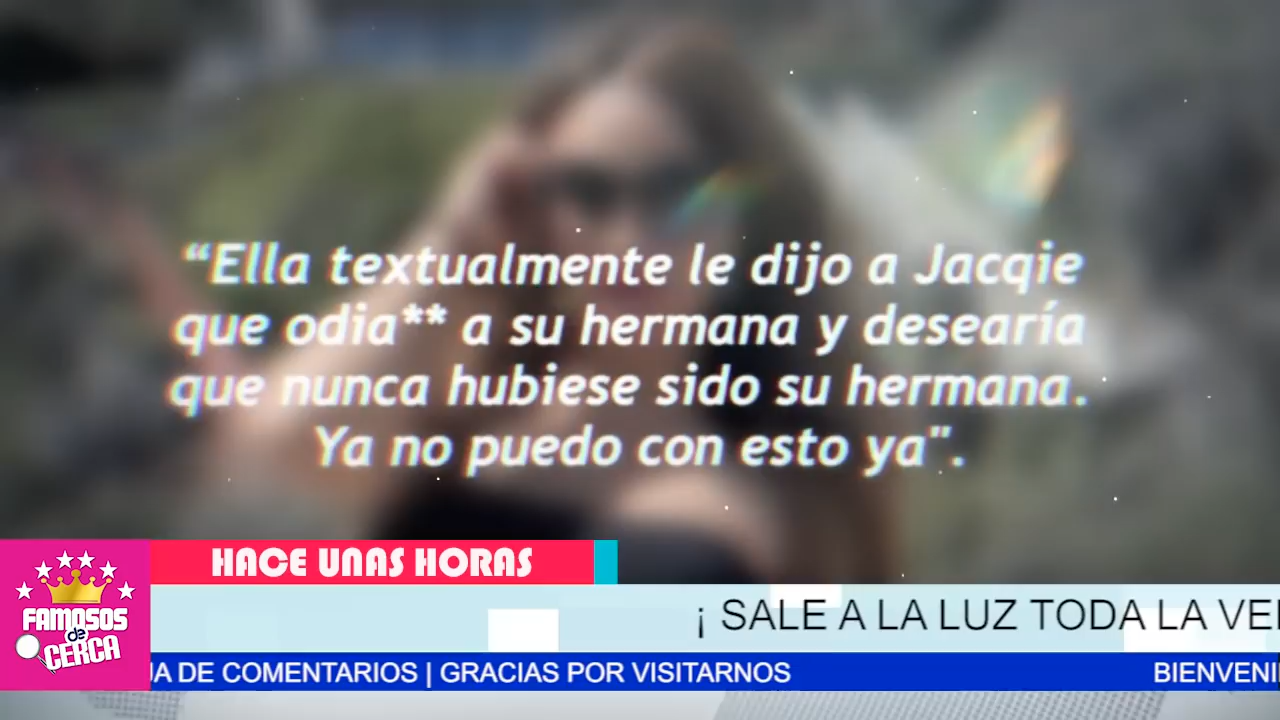 “Ella textualmente le dijo a Jacqie
que odia** a su hermana y desearía
que nunca hubiese sido su hermana.
Ya no puedo con esto ya".
HACE UNAS HORAS
FAMOSOS
de
CERCA
¡ SALE A LA LUZ TODA LA
DE COMENTARIOS | GRACIAS POR VISITARNOS